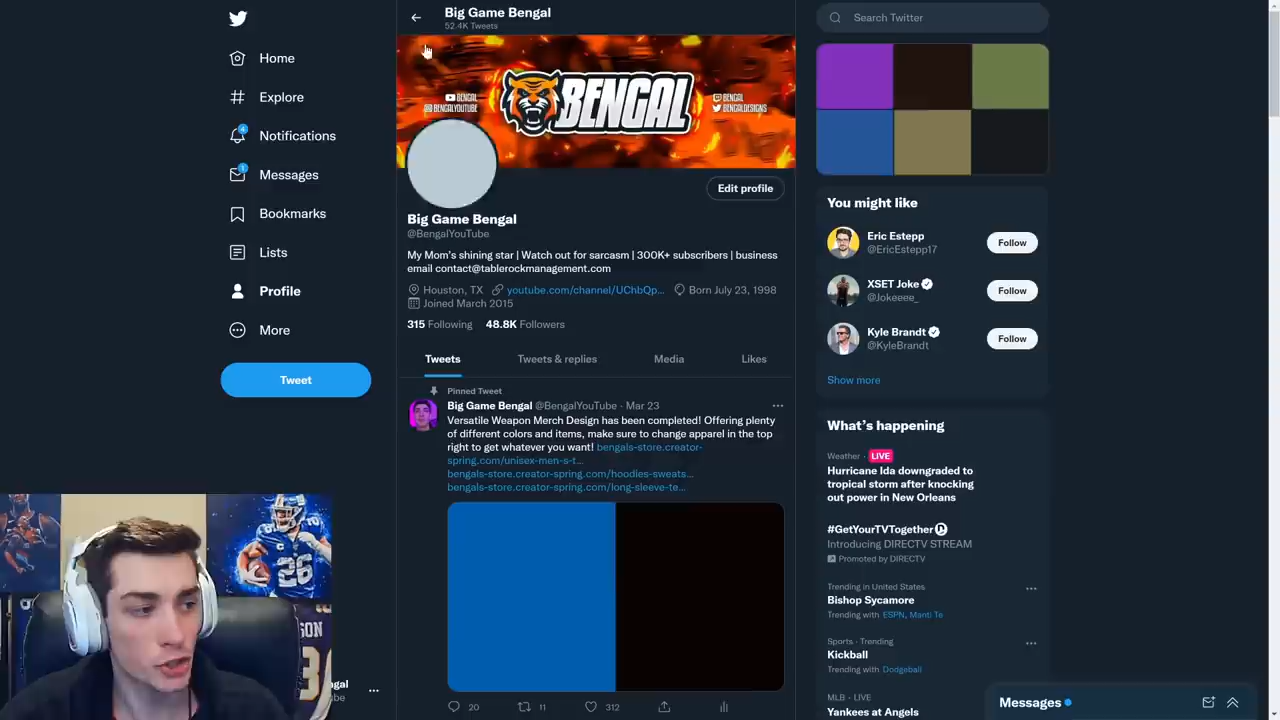 Home
Explore
4
Notifications
1
Messages
Bookmarks
Lists
Profile
More
Tweet
Big Game Bengal
52.4K Tweets
BENGAL
@BENGALYOUTUBE
BENGAL
BENGAL
BENGALDESIGNS
Edit profile
Big Game Bengal
@BengalYouTube
My Mom's shining star | Watch out for sarcasm | 300K+ subscribers | business
email contact@tablerockmanagement.com
Houston, TX youtube.com/channel/UChbQp... Born July 23, 1998
Joined March 2015
315 Following 48.8K Followers
Tweets Tweets & replies Media Likes
Pinned Tweet
Big Game Bengal @BengalYouTube · Mar 23
Versatile Weapon Merch Design has been completed! Offering plenty
of different colors and items, make sure to change apparel in the top
right to get whatever you want! bengals-store.creator-
spring.com/unisex-men-s-t...
bengals-store.creator-spring.com/hoodies-sweats...
bengals-store.creator-spring.com/long-sleeve-te...
20 11 312
Search Twitter
You might like
Eric Estepp
@EricEstepp17
Follow
XSET Joke
@Jokeeee_
Follow
Kyle Brandt
@KyleBrandt
Follow
Show more
What's happening
Weather · LIVE
Hurricane Ida downgraded to
tropical storm after knocking
out power in New Orleans
#GetYourTVTogether
Introducing DIRECTV STREAM
Promoted by DIRECTV
Trending in United States
Bishop Sycamore
Trending with ESPN, Manti Te
Sports · Trending
Kickball
Trending with Dodgeball
MLB · LIVE
Yankees at Angels
Messages
26
SON
ngal
be